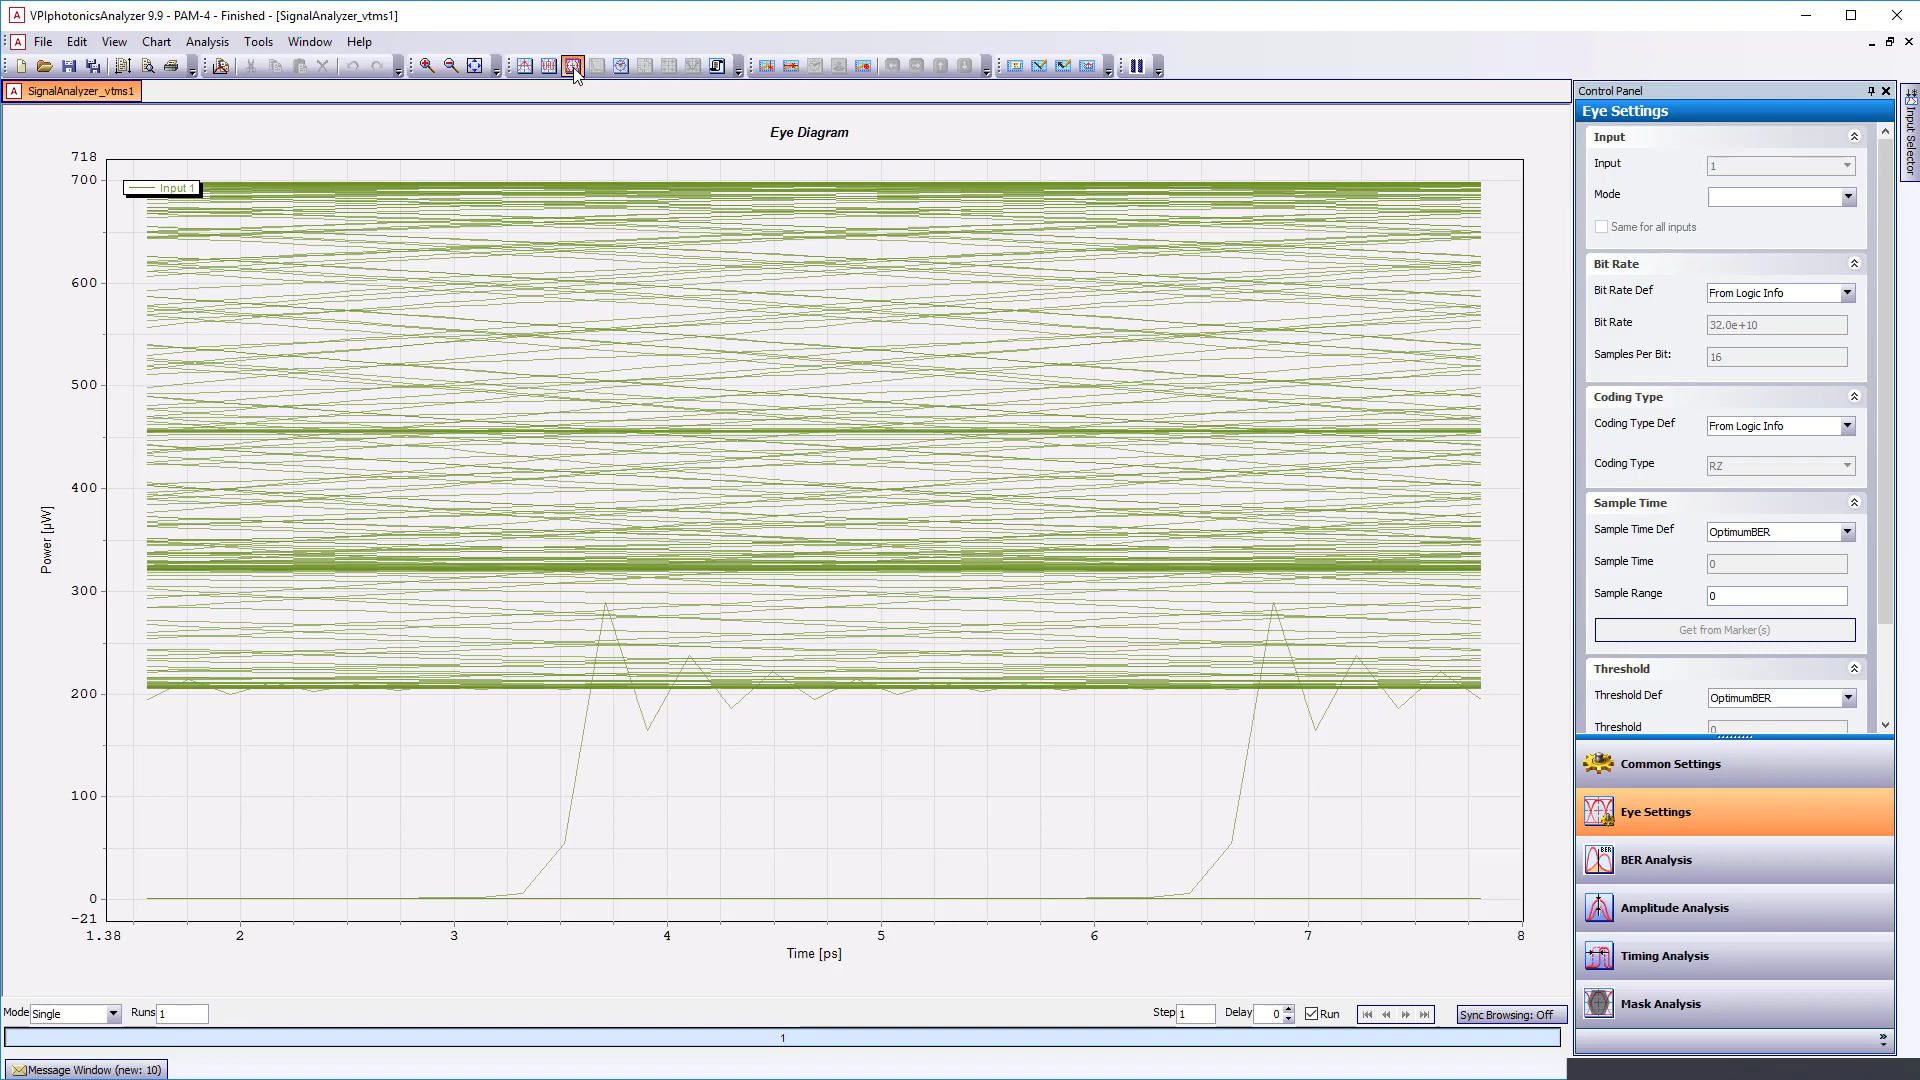 VPIphotonicsAnalyzer 9.9 - PAM-4 - Finished - [SignalAnalyzer_vtms1]
File Edit View Chart Analysis Tools Window Help
SignalAnalyzer_vtms1
Eye Diagram
Input 1
718
700
600
500
400
300
200
100
0
-21
Power [µW]
1.38 2 3 4 5 6 7 8
Time [ps]
Mode Single Runs 1 Step 1 Delay 0 Run Sync Browsing: Off
1
Message Window (new: 10)
Control Panel
Eye Settings
Input
Input 1
Mode
Same for all inputs
Bit Rate
Bit Rate Def From Logic Info
Bit Rate 32.0e+10
Samples Per Bit: 16
Coding Type
Coding Type Def From Logic Info
Coding Type RZ
Sample Time
Sample Time Def OptimumBER
Sample Time 0
Sample Range 0
Get from Marker(s)
Threshold
Threshold Def OptimumBER
Threshold 0
Common Settings
Eye Settings
BER Analysis
Amplitude Analysis
Timing Analysis
Mask Analysis
Input Selector